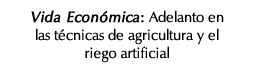 Vida Económica: Adelanto en
las técnicas de agricultura y el
riego artificial